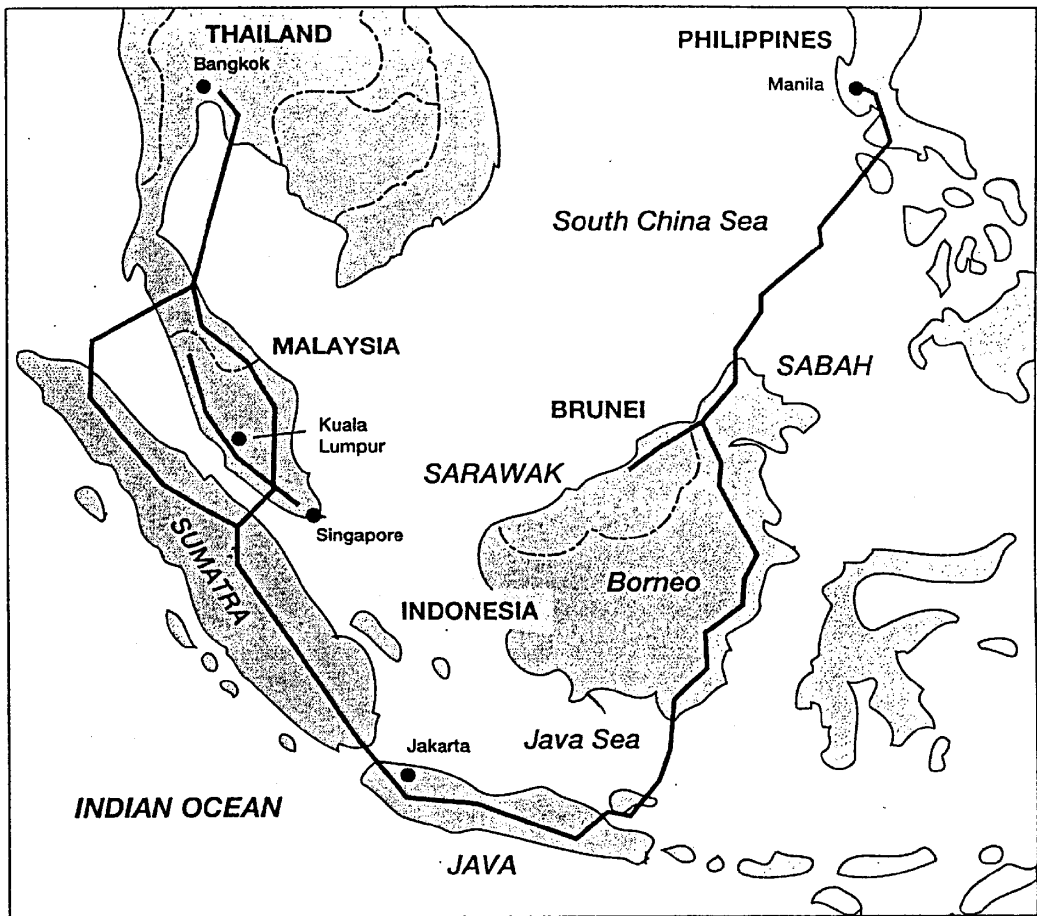 THAILAND
Bangkok
PHILIPPINES
Manila
South China Sea
MALAYSIA
SABAH
BRUNEI
Kuala
Lumpur
SARAWAK
Singapore
SUMATRA
Borneo
INDONESIA
Java Sea
Jakarta
INDIAN OCEAN
JAVA